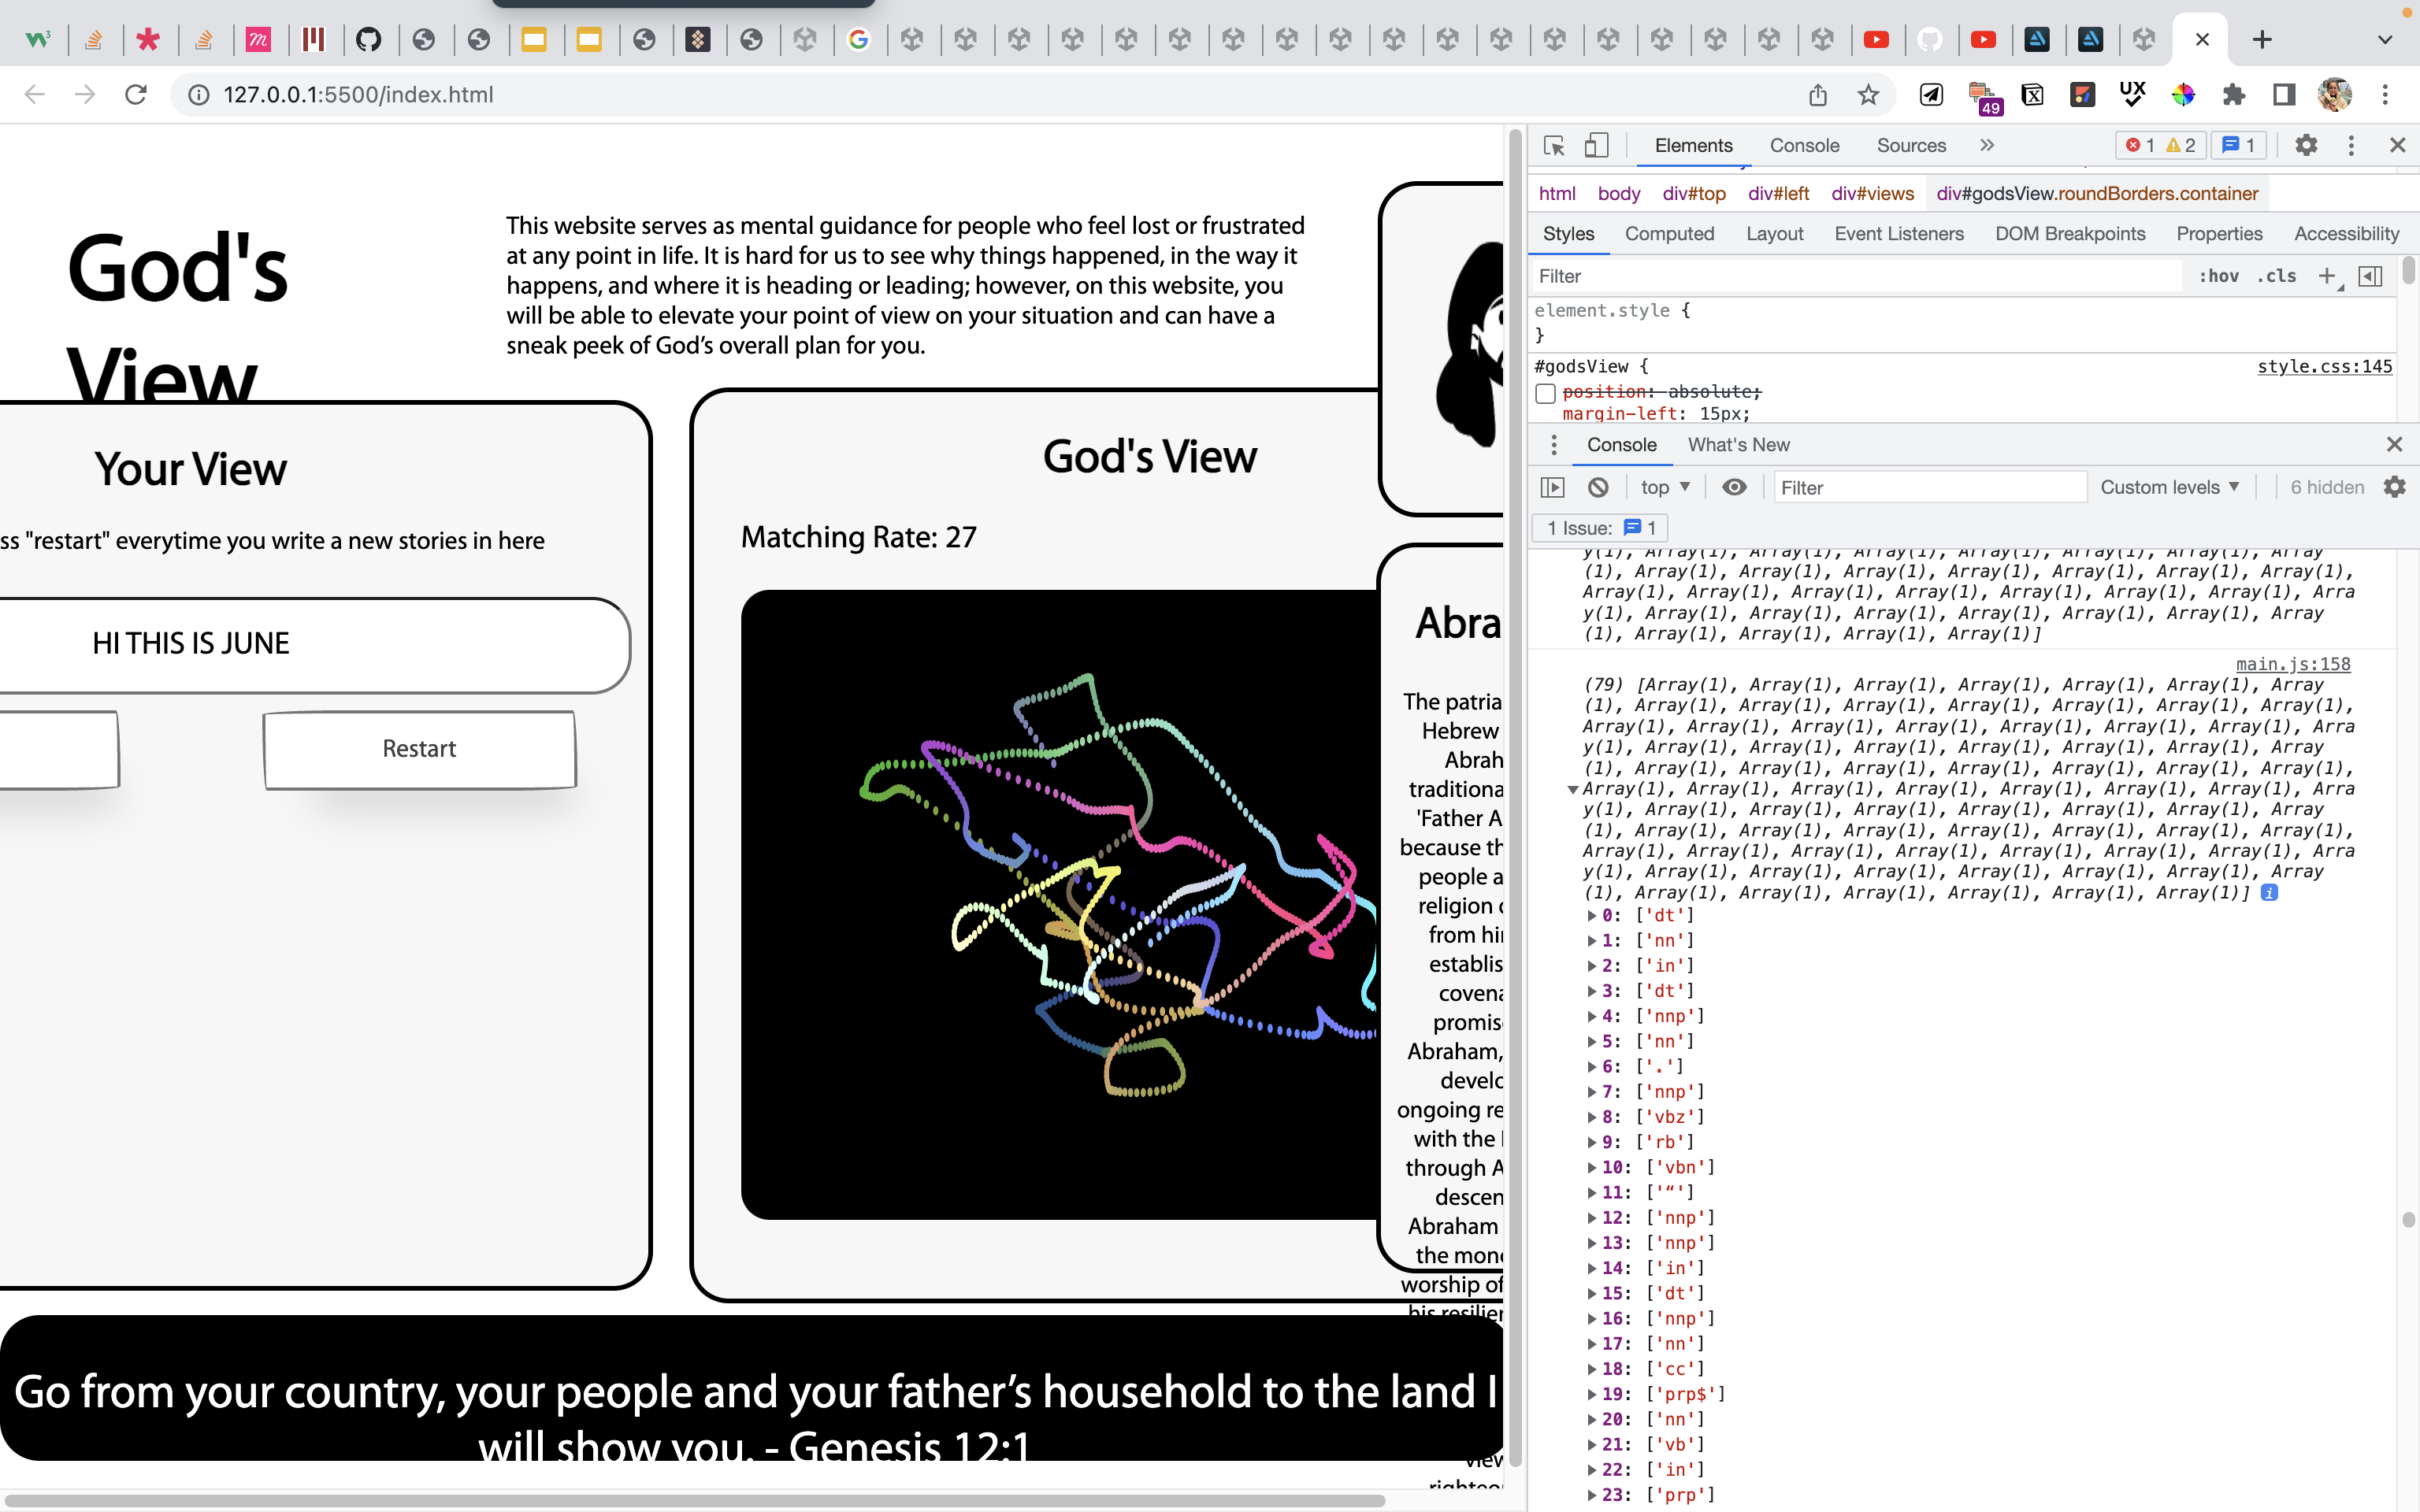 127.0.0.1:5500/index.html
49
UX
God's
View
This website serves as mental guidance for people who feel lost or frustrated
at any point in life. It is hard for us to see why things happened, in the way it
happens, and where it is heading or leading; however, on this website, you
will be able to elevate your point of view on your situation and can have a
sneak peek of God’s overall plan for you.
Your View
ss "restart" everytime you write a new stories in here
HI THIS IS JUNE
Restart
God's View
Matching Rate: 27
Abra
The patria
Hebrew
Abrah
traditiona
'Father A
because th
people a
religion
from hi
establis
covena
promis
Abraham,
develo
ongoing re
with the
through A
descen
Abraham
the mono
worship of
his resilier
view
righteo
Go from your country, your people and your father’s household to the land I
will show you. - Genesis 12:1
Elements Console Sources
1 2 1
html body div#top div#left div#views div#godsView.roundBorders.container
Styles Computed Layout Event Listeners DOM Breakpoints Properties Accessibility
Filter :hov .cls
element.style {
}
#godsView { style.css:145
position: absolute;
margin-left: 15px;
Console What's New
top Filter Custom levels 6 hidden
1 Issue: 1
y(1), Array(1), Array(1), Array(1), Array(1), Array(1), Array(1), Array
(1), Array(1), Array(1), Array(1), Array(1), Array(1), Array(1), Array(1),
Array(1), Array(1), Array(1), Array(1), Array(1), Array(1), Array(1), Arra
y(1), Array(1), Array(1), Array(1), Array(1), Array(1), Array(1), Array
(1), Array(1), Array(1), Array(1), Array(1)]
main.js:158
(79) [Array(1), Array(1), Array(1), Array(1), Array(1), Array(1), Array
(1), Array(1), Array(1), Array(1), Array(1), Array(1), Array(1), Array(1),
Array(1), Array(1), Array(1), Array(1), Array(1), Array(1), Array(1), Arra
y(1), Array(1), Array(1), Array(1), Array(1), Array(1), Array(1), Array
(1), Array(1), Array(1), Array(1), Array(1), Array(1), Array(1), Array(1),
Array(1), Array(1), Array(1), Array(1), Array(1), Array(1), Array(1), Arra
y(1), Array(1), Array(1), Array(1), Array(1), Array(1), Array(1), Array
(1), Array(1), Array(1), Array(1), Array(1), Array(1), Array(1), Array(1),
Array(1), Array(1), Array(1), Array(1), Array(1), Array(1), Array(1), Arra
y(1), Array(1), Array(1), Array(1), Array(1), Array(1), Array(1), Array
(1), Array(1), Array(1), Array(1), Array(1), Array(1), Array(1)]
0: ['dt']
1: ['nn']
2: ['in']
3: ['dt']
4: ['nnp']
5: ['nn']
6: ['.']
7: ['nnp']
8: ['vbz']
9: ['rb']
10: ['vbn']
11: ['“']
12: ['nnp']
13: ['nnp']
14: ['in']
15: ['dt']
16: ['nnp']
17: ['nn']
18: ['cc']
19: ['prp$']
20: ['nn']
21: ['vb']
22: ['in']
23: ['prp']